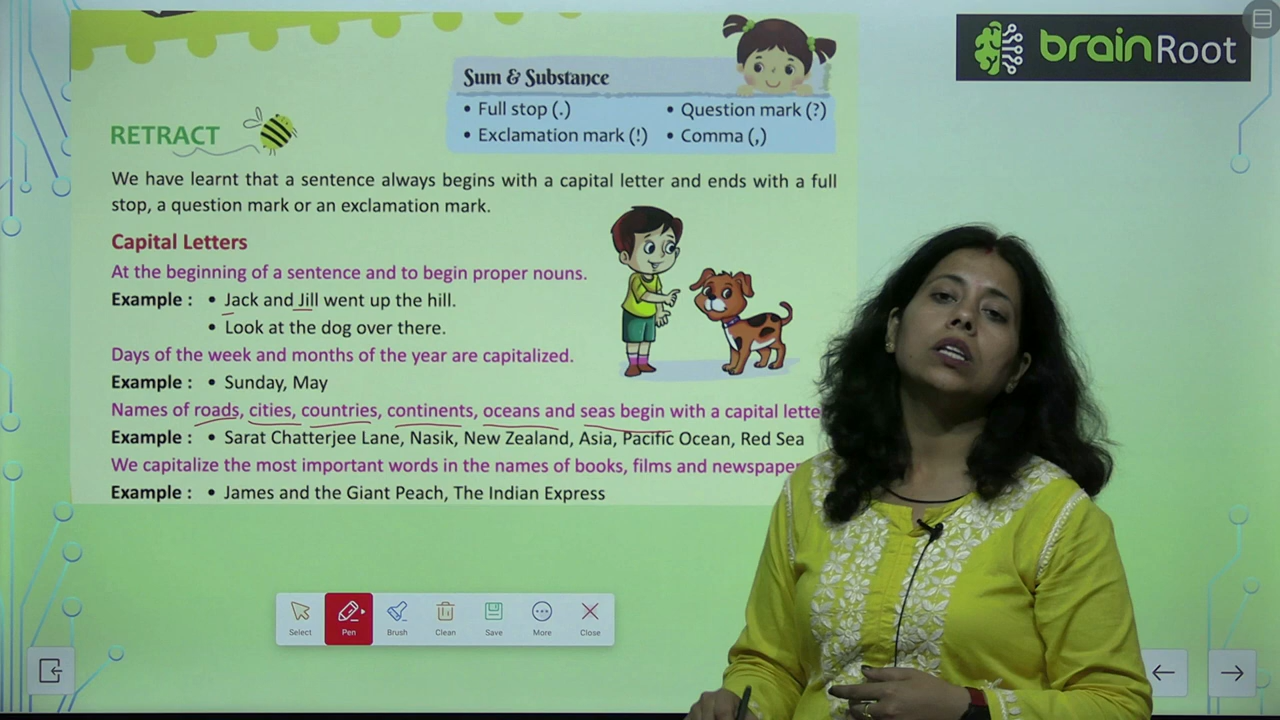 brainRoot
Sum & Substance
• Full stop (.) • Question mark (?)
• Exclamation mark (!) • Comma (,)
RETRACT
We have learnt that a sentence always begins with a capital letter and ends with a full
stop, a question mark or an exclamation mark.
Capital Letters
At the beginning of a sentence and to begin proper nouns.
Example : • Jack and Jill went up the hill.
• Look at the dog over there.
Days of the week and months of the year are capitalized.
Example : • Sunday, May
Names of roads, cities, countries, continents, oceans and seas begin with a capital lette
Example : • Sarat Chatterjee Lane, Nasik, New Zealand, Asia, Pacific Ocean, Red Sea
We capitalize the most important words in the names of books, films and newspaper
Example : • James and the Giant Peach, The Indian Express
Select Pen Brush Clean Save More Close